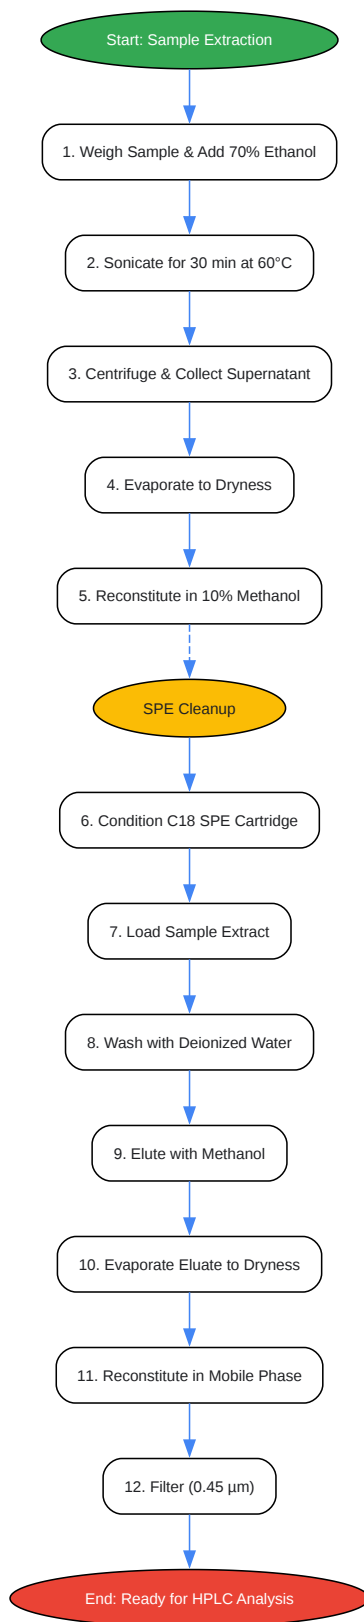 Start: Sample Extraction
1. Weigh Sample & Add 70% Ethanol
2. Sonicate for 30 min at 60°C
3. Centrifuge & Collect Supernatant
4. Evaporate to Dryness
5. Reconstitute in 10% Methanol
SPE Cleanup
6. Condition C18 SPE Cartridge
7. Load Sample Extract
8. Wash with Deionized Water
9. Elute with Methanol
10. Evaporate Eluate to Dryness
11. Reconstitute in Mobile Phase
12. Filter (0.45 µm)
End: Ready for HPLC Analysis